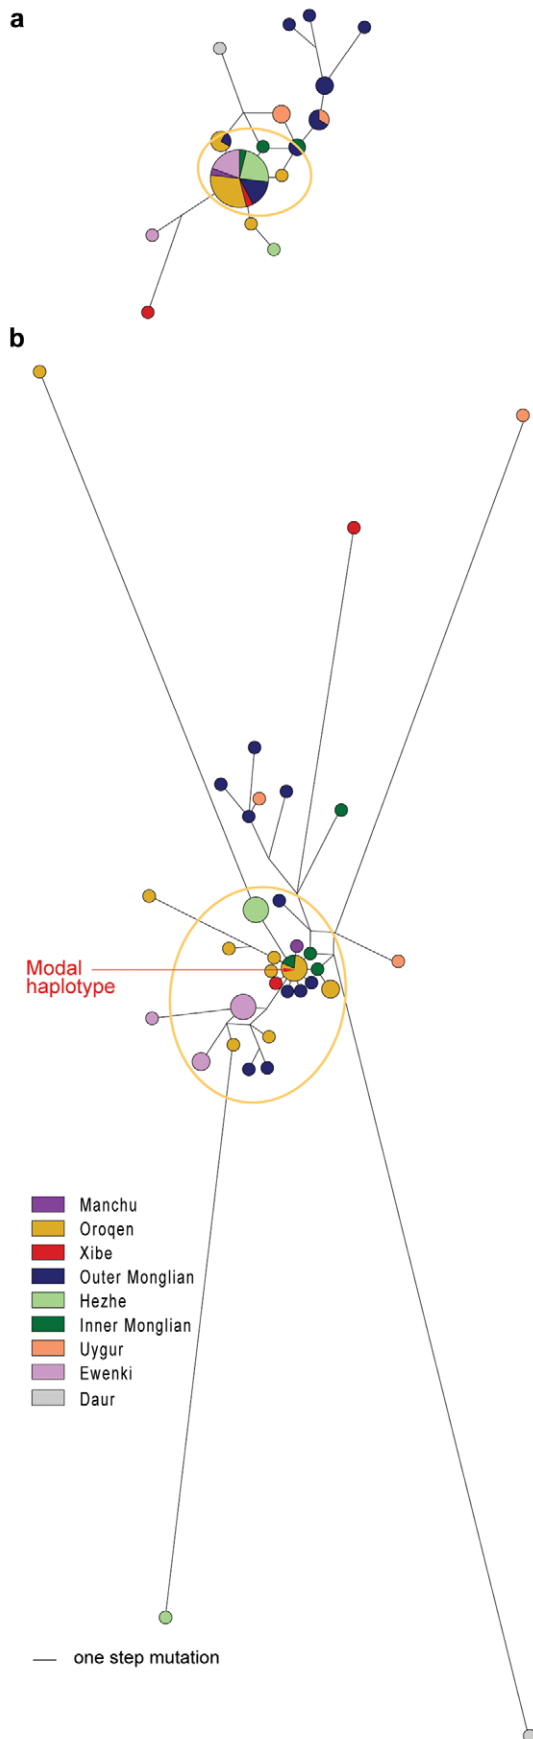 a
b
Modal
haplotype
Manchu
Oroqen
Xibe
Outer Monglian
Hezhe
Inner Monglian
Uygur
Ewenki
Daur
one step mutation